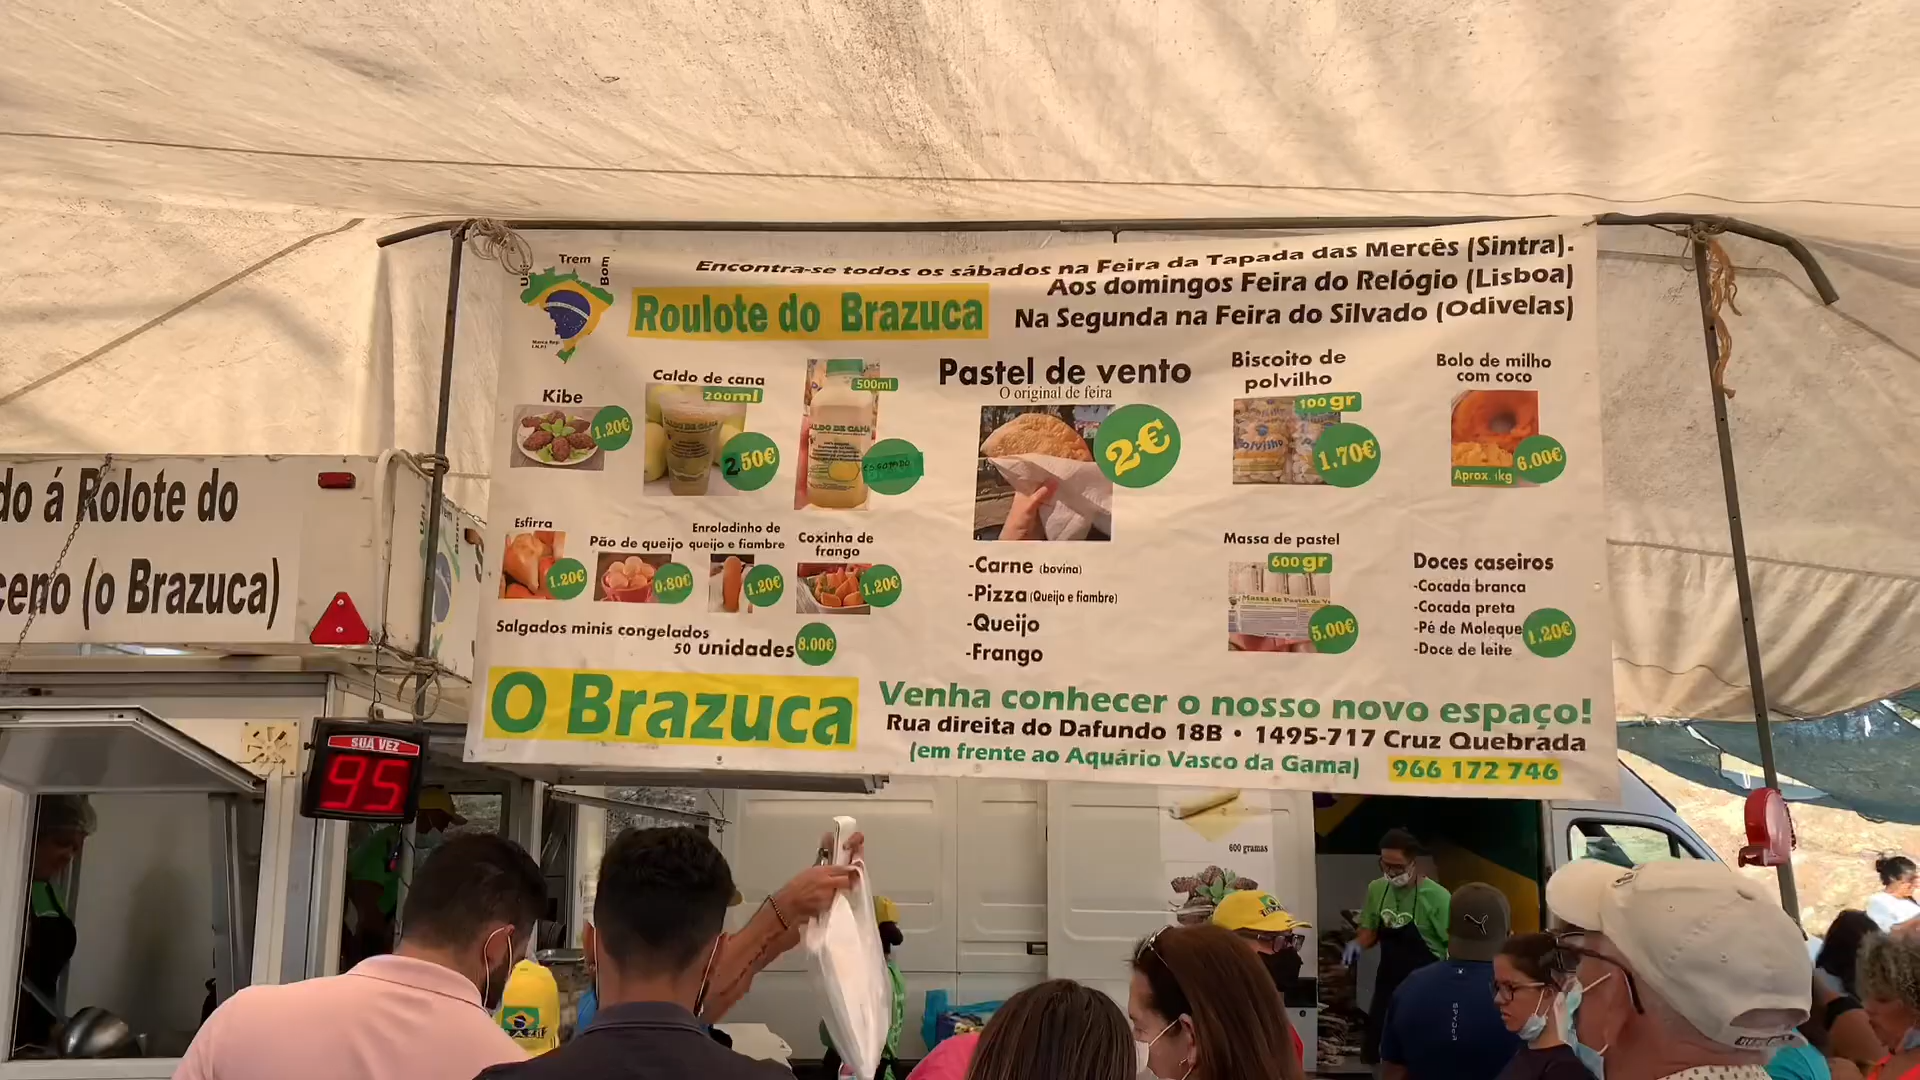 Encontra-se todos os sábados na Feira da Tapada das Mercês (Sintra).
Aos domingos Feira do Relógio (Lisboa)
Na Segunda na Feira do Silvado (Odivelas)
Trem
Bom
Roulote do Brazuca
Kibe
1.20€
Caldo de cana
200ml
2,50€
500ml
CALDO DE CANA
ESGOTADO
Pastel de vento
O original de feira
2€
-Carne (bovina)
-Pizza (Queijo e fiambre)
-Queijo
-Frango
Biscoito de
polvilho
100gr
1.70€
Bolo de milho
com coco
Aprox. 1kg
6.00€
Esfirra
1.20€
Pão de queijo
0.80€
Enroladinho de
queijo e fiambre
1.20€
Coxinha de
frango
1.20€
Salgados minis congelados
50 unidades
8.00€
Massa de pastel
600gr
5.00€
Doces caseiros
-Cocada branca
-Cocada preta
-Pé de Moleque
-Doce de leite
1.20€
O Brazuca
Venha conhecer o nosso novo espaço!
Rua direita do Dafundo 18B • 1495-717 Cruz Quebrada
(em frente ao Aquário Vasco da Gama)
966 172 746
do á Rolote do
(o Brazuca)
SUA VEZ
95
600 gramas